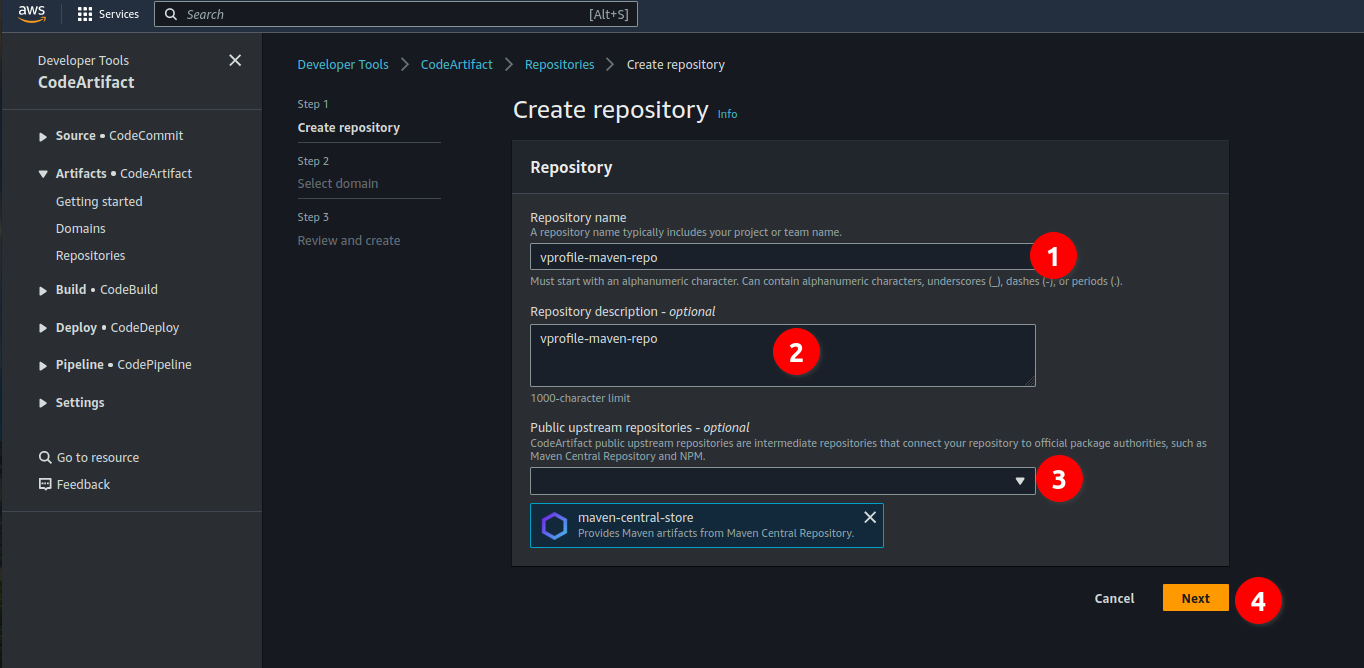 aws
Services
Search
[Alt+S]
Developer Tools
CodeArtifact
Source • CodeCommit
Artifacts • CodeArtifact
Getting started
Domains
Repositories
Build • CodeBuild
Deploy • CodeDeploy
Pipeline • CodePipeline
Settings
Go to resource
Feedback
Developer Tools
CodeArtifact
Repositories
Create repository
Step 1
Create repository
Step 2
Select domain
Step 3
Review and create
Create repository Info
Repository
Repository name
A repository name typically includes your project or team name.
vprofile-maven-repo
1
Must start with an alphanumeric character. Can contain alphanumeric characters, underscores (_), dashes (-), or periods (.).
Repository description - optional
vprofile-maven-repo
2
1000-character limit
Public upstream repositories - optional
CodeArtifact public upstream repositories are intermediate repositories that connect your repository to official package authorities, such as
Maven Central Repository and NPM.
3
maven-central-store
Provides Maven artifacts from Maven Central Repository.
Cancel
Next
4